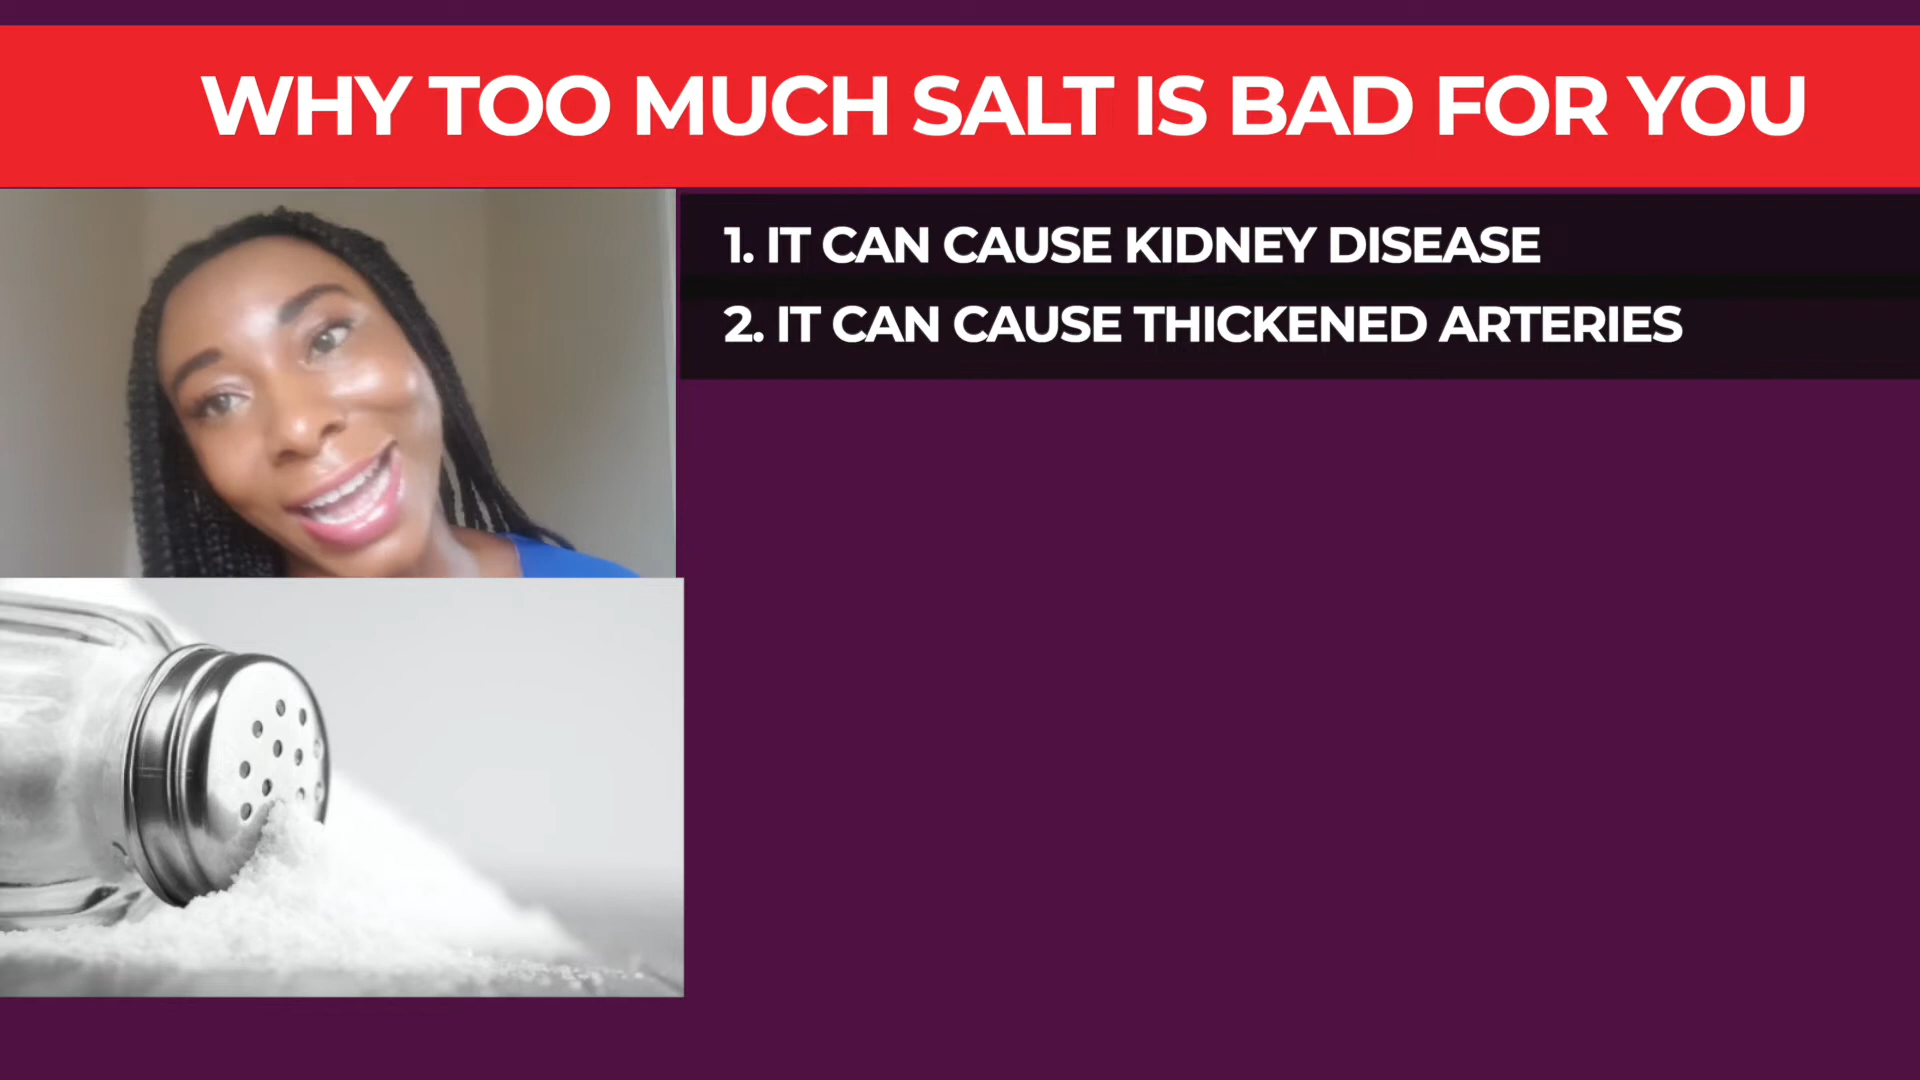 WHY TOO MUCH SALT IS BAD FOR YOU
1. IT CAN CAUSE KIDNEY DISEASE
2. IT CAN CAUSE THICKENED ARTERIES